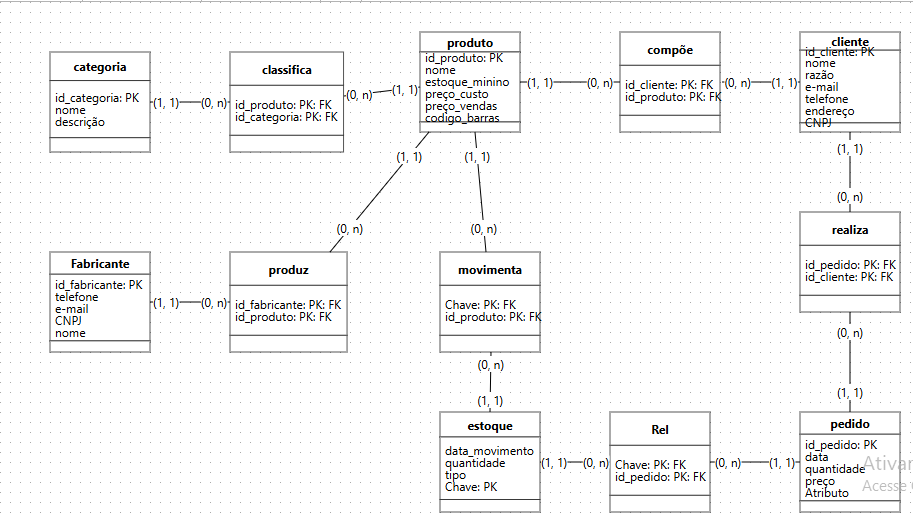 categoria
id_categoria: PK
nome
descrição
(1, 1)
(0, n)
classifica
id_produto: PK: FK
id_categoria: PK: FK
(0, n)
(1, 1)
produto
id_produto: PK
nome
estoque_minino
preço_custo
preço_vendas
codigo_barras
(1, 1)
(0, n)
compõe
id_cliente: PK: FK
id_produto: PK: FK
(0, n)
(1, 1)
cliente
id_cliente: PK
nome
razão
e-mail
telefone
endereço
CNPJ
(1, 1)
(0, n)
(1, 1)
(0, n)
(1, 1)
(0, n)
Fabricante
id_fabricante: PK
telefone
e-mail
CNPJ
nome
(1, 1)
(0, n)
produz
id_fabricante: PK: FK
id_produto: PK: FK
movimenta
Chave: PK: FK
id_produto: PK: FK
realiza
id_pedido: PK: FK
id_cliente: PK: FK
(0, n)
(1, 1)
(0, n)
(1, 1)
estoque
data_movimento
quantidade
tipo
Chave: PK
(1, 1)
(0, n)
Rel
Chave: PK: FK
id_pedido: PK: FK
(0, n)
(1, 1)
pedido
id_pedido: PK
data
quantidade
preço
Atributo
Ativar
Acesse